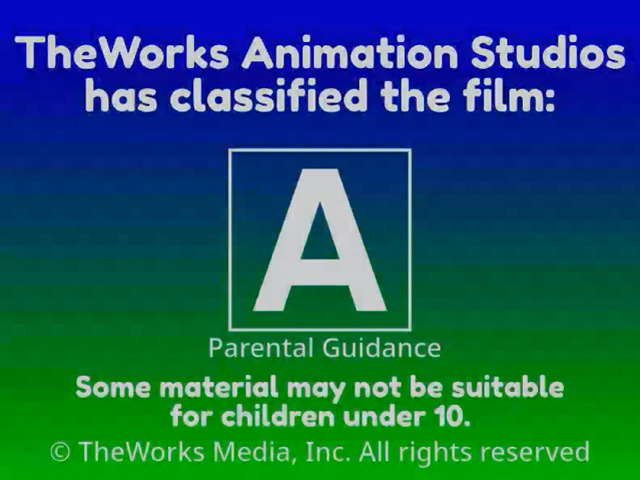 TheWorks Animation Studios
has classified the film:
A
Parental Guidance
Some material may not be suitable
for children under 10.
© TheWorks Media, Inc. All rights reserved